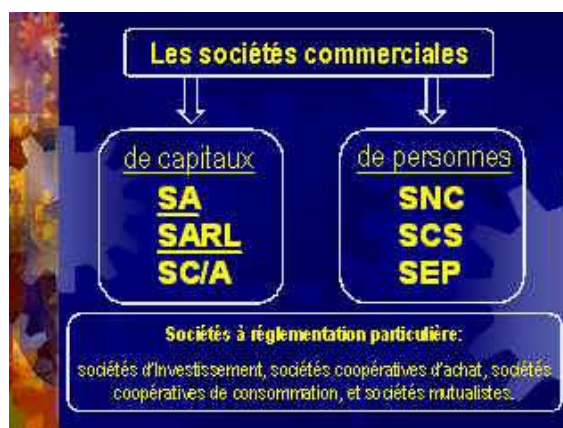 Les sociétés commerciales
de capitaux
SA
SARL
SC/A
de personnes
SNC
SCS
SEP
Sociétés à réglementation particulière:
sociétés d'Investissement, sociétés coopératives d'achat, sociétés
coopératives de consommation, et sociétés mutualistes.